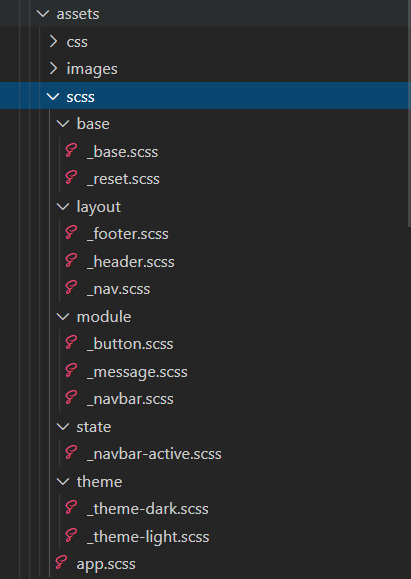 assets
css
images
scss
base
_base.scss
_reset.scss
layout
_footer.scss
_header.scss
_nav.scss
module
_button.scss
_message.scss
_navbar.scss
state
_navbar-active.scss
theme
_theme-dark.scss
_theme-light.scss
app.scss